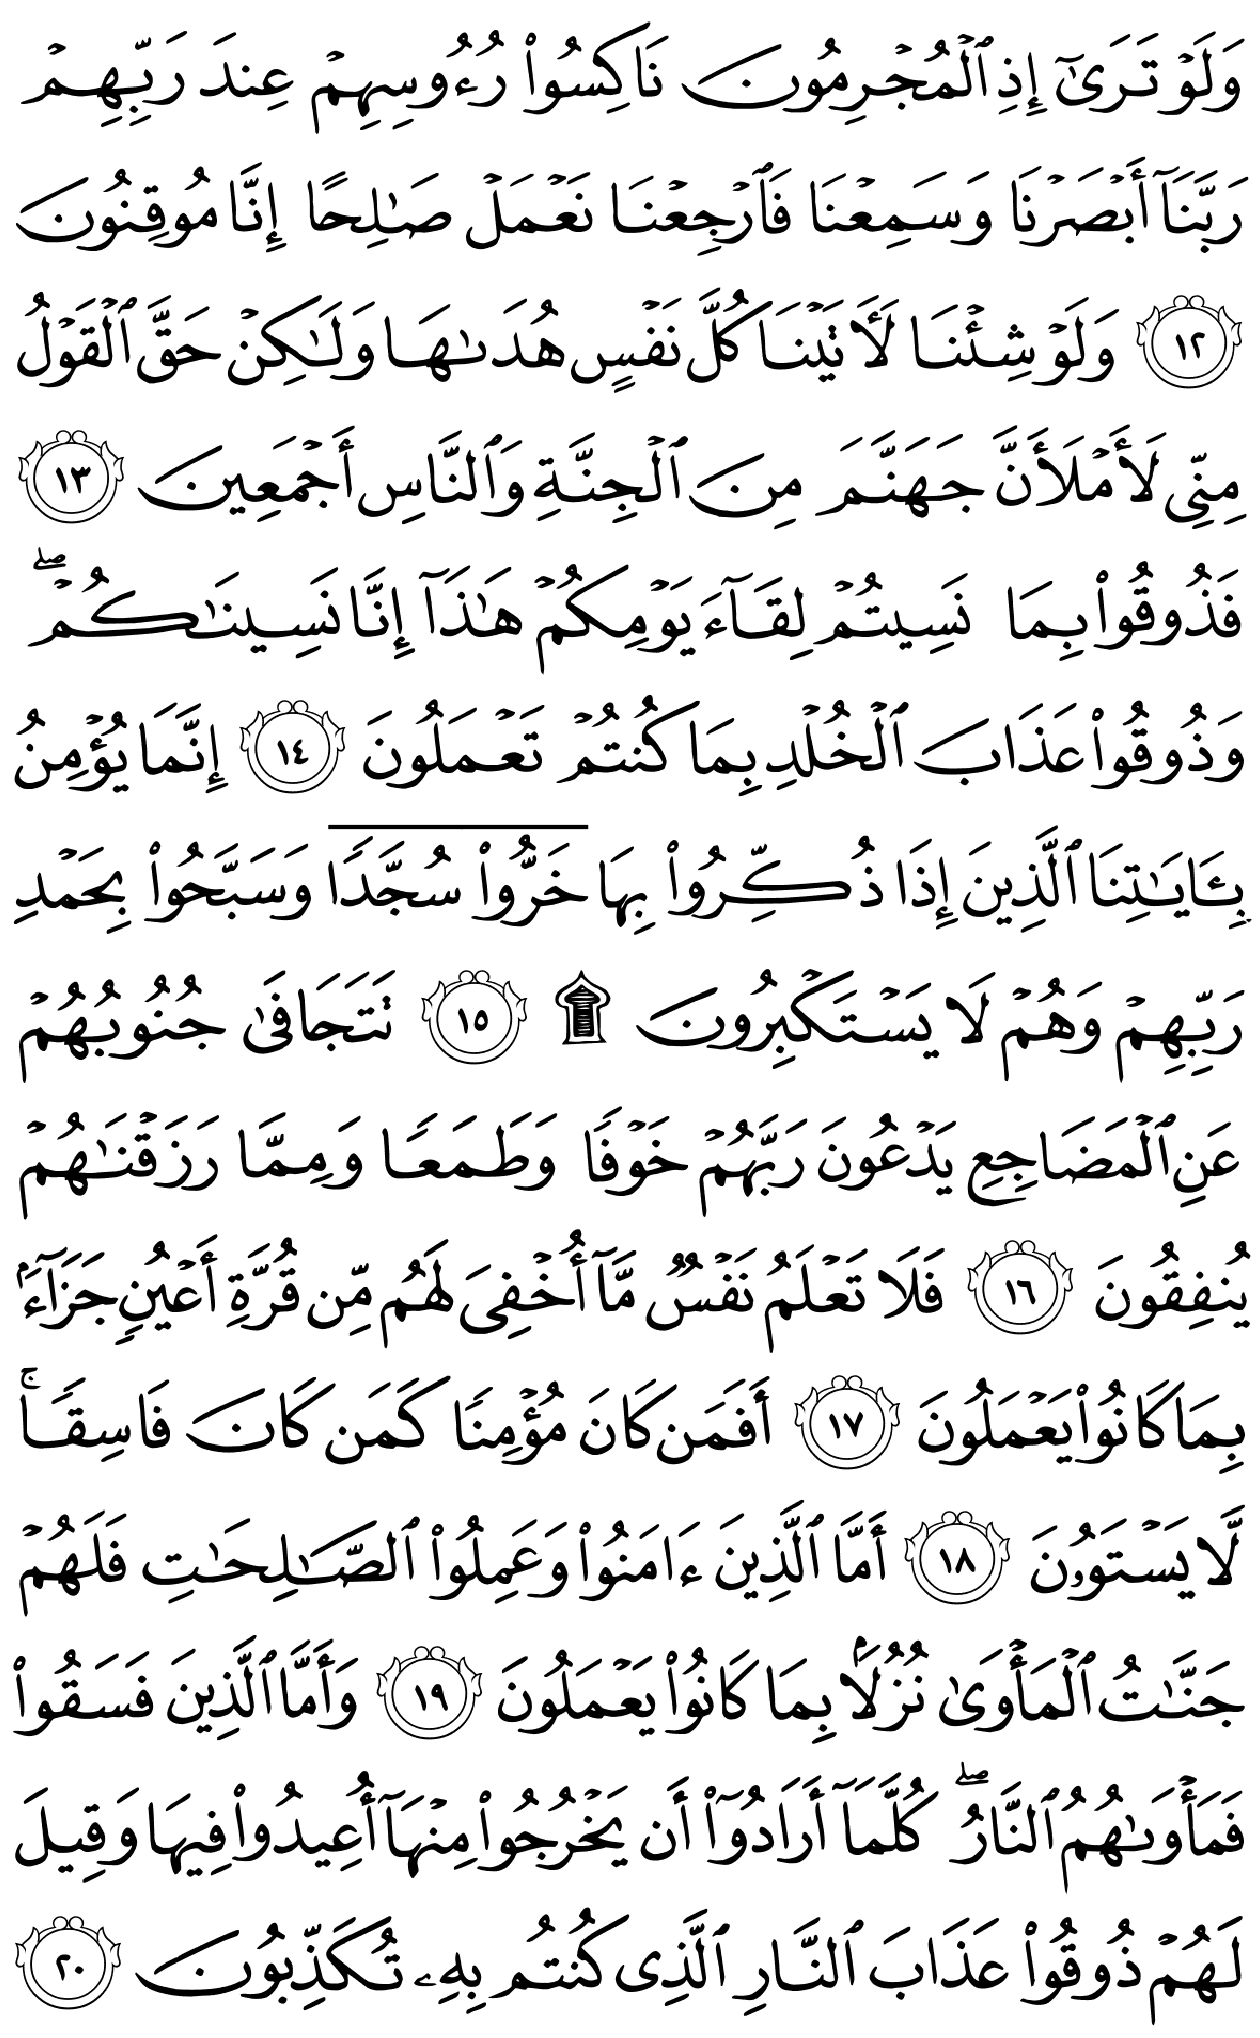 وَلَوْ تَرَىٰٓ إِذِ ٱلْمُجْرِمُونَ نَاكِسُوا۟ رُءُوسِهِمْ عِندَ رَبِّهِمْ
رَبَّنَآ أَبْصَرْنَا وَسَمِعْنَا فَٱرْجِعْنَا نَعْمَلْ صَٰلِحًا إِنَّا مُوقِنُونَ
١٢ وَلَوْ شِئْنَا لَءَاتَيْنَا كُلَّ نَفْسٍ هُدَىٰهَا وَلَٰكِنْ حَقَّ ٱلْقَوْلُ
مِنِّى لَأَمْلَأَنَّ جَهَنَّمَ مِنَ ٱلْجِنَّةِ وَٱلنَّاسِ أَجْمَعِينَ ١٣
فَذُوقُوا۟ بِمَا نَسِيتُمْ لِقَآءَ يَوْمِكُمْ هَٰذَآ إِنَّا نَسِينَٰكُمْ ۖ
وَذُوقُوا۟ عَذَابَ ٱلْخُلْدِ بِمَا كُنتُمْ تَعْمَلُونَ ١٤ إِنَّمَا يُؤْمِنُ
بِـَٔايَٰتِنَا ٱلَّذِينَ إِذَا ذُكِّرُوا۟ بِهَا خَرُّوا۟ سُجَّدًا وَسَبَّحُوا۟ بِحَمْدِ
رَبِّهِمْ وَهُمْ لَا يَسْتَكْبِرُونَ ۩ ١٥ تَتَجَافَىٰ جُنُوبُهُمْ
عَنِ ٱلْمَضَاجِعِ يَدْعُونَ رَبَّهُمْ خَوْفًا وَطَمَعًا وَمِمَّا رَزَقْنَٰهُمْ
يُنفِقُونَ ١٦ فَلَا تَعْلَمُ نَفْسٌ مَّآ أُخْفِىَ لَهُم مِّن قُرَّةِ أَعْيُنٍ جَزَآءًۢ
بِمَا كَانُوا۟ يَعْمَلُونَ ١٧ أَفَمَن كَانَ مُؤْمِنًا كَمَن كَانَ فَاسِقًا ۚ
لَّا يَسْتَوُۥنَ ١٨ أَمَّا ٱلَّذِينَ ءَامَنُوا۟ وَعَمِلُوا۟ ٱلصَّٰلِحَٰتِ فَلَهُمْ
جَنَّٰتُ ٱلْمَأْوَىٰ نُزُلًۢا بِمَا كَانُوا۟ يَعْمَلُونَ ١٩ وَأَمَّا ٱلَّذِينَ فَسَقُوا۟
فَمَأْوَىٰهُمُ ٱلنَّارُ ۖ كُلَّمَآ أَرَادُوٓا۟ أَن يَخْرُجُوا۟ مِنْهَآ أُعِيدُوا۟ فِيهَا وَقِيلَ
لَهُمْ ذُوقُوا۟ عَذَابَ ٱلنَّارِ ٱلَّذِى كُنتُم بِهِۦ تُكَذِّبُونَ ٢٠